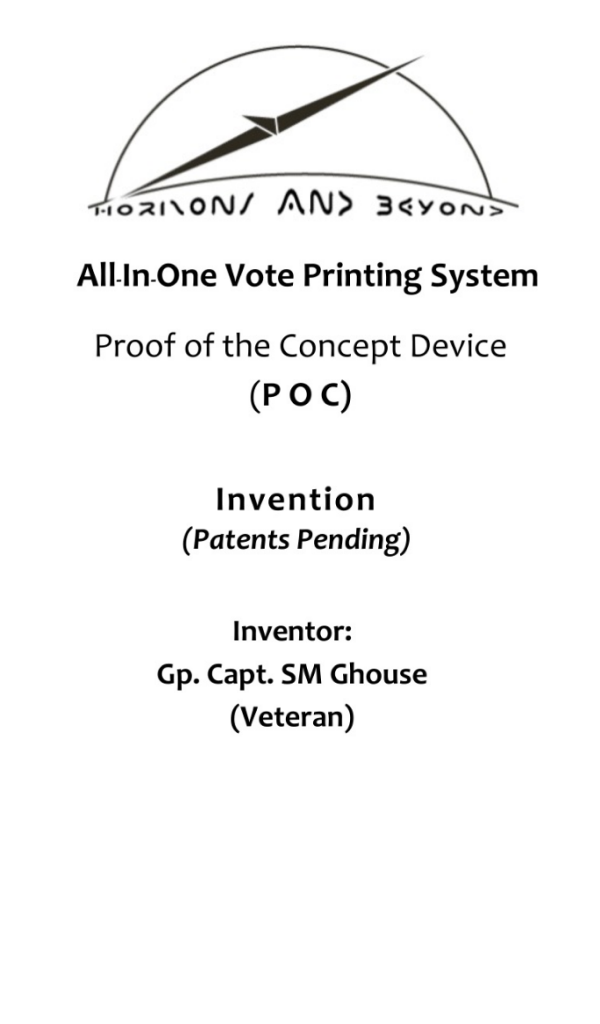 HORIZONS AND BEYOND
All-In-One Vote Printing System
Proof of the Concept Device
(P O C)
Invention
(Patents Pending)
Inventor:
Gp. Capt. SM Ghouse
(Veteran)